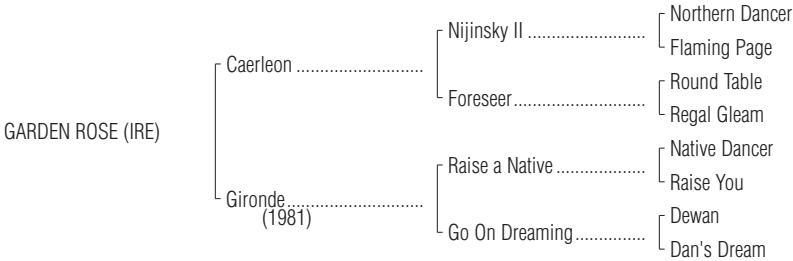 Northern Dancer
Nijinsky II ..........................
Flaming Page
Caerleon ............................
Round Table
Foreseer.............................
Regal Gleam
GARDEN ROSE (IRE)
Native Dancer
Raise a Native ....................
Raise You
Gironde..............................
(1981)
Dewan
Go On Dreaming................
Dan's Dream